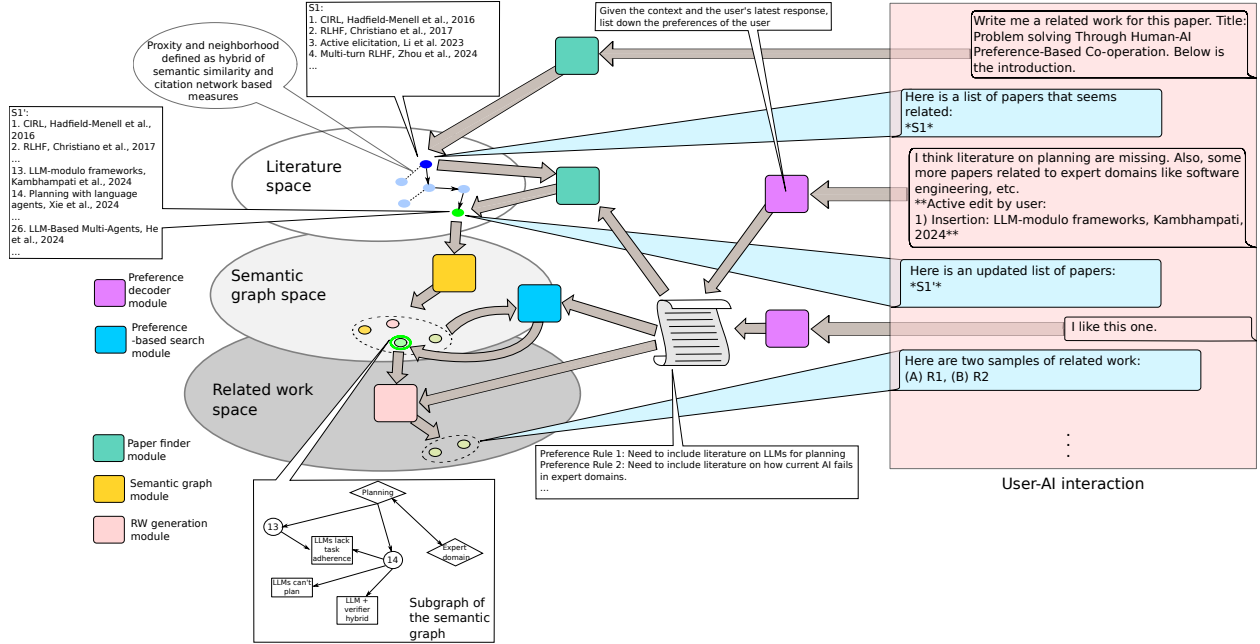 S1:
1. CIRL, Hadfield-Menell et al., 2016
2. RLHF, Christiano et al., 2017
3. Active elicitation, Li et al. 2023
4. Multi-turn RLHF, Zhou et al., 2024
...
Given the context and the user's latest response,
list down the preferences of the user
Write me a related work for this paper. Title:
Problem solving Through Human-AI
Preference-Based Co-operation. Below is
the introduction.
Proxity and neighborhood
defined as hybrid of
semantic similarity and
citation network based
measures
Here is a list of papers that seems
related:
*S1*
S1':
1. CIRL, Hadfield-Menell et al.,
2016
2. RLHF, Christiano et al., 2017
...
13. LLM-modulo frameworks,
Kambhampati et al., 2024
14. Planning with language
agents, Xie et al., 2024
...
26. LLM-Based Multi-Agents, He
et al., 2024
...
Literature
space
I think literature on planning are missing. Also, some
more papers related to expert domains like software
engineering, etc.
**Active edit by user:
1) Insertion: LLM-modulo frameworks, Kambhampati,
2024**
Semantic
graph space
Here is an updated list of papers:
*S1'*
Preference
decoder
module
Preference
-based search
module
I like this one.
Here are two samples of related work:
(A) R1, (B) R2
Related work
space
Paper finder
module
Semantic graph
module
RW generation
module
Preference Rule 1: Need to include literature on LLMs for planning
Preference Rule 2: Need to include literature on how current AI fails
in expert domains.
...
User-AI interaction
Planning
13
LLMs lack
task
adherence
14
Expert
domain
LLMs can't
plan
LLM +
verifier
hybrid
Subgraph of
the semantic
graph